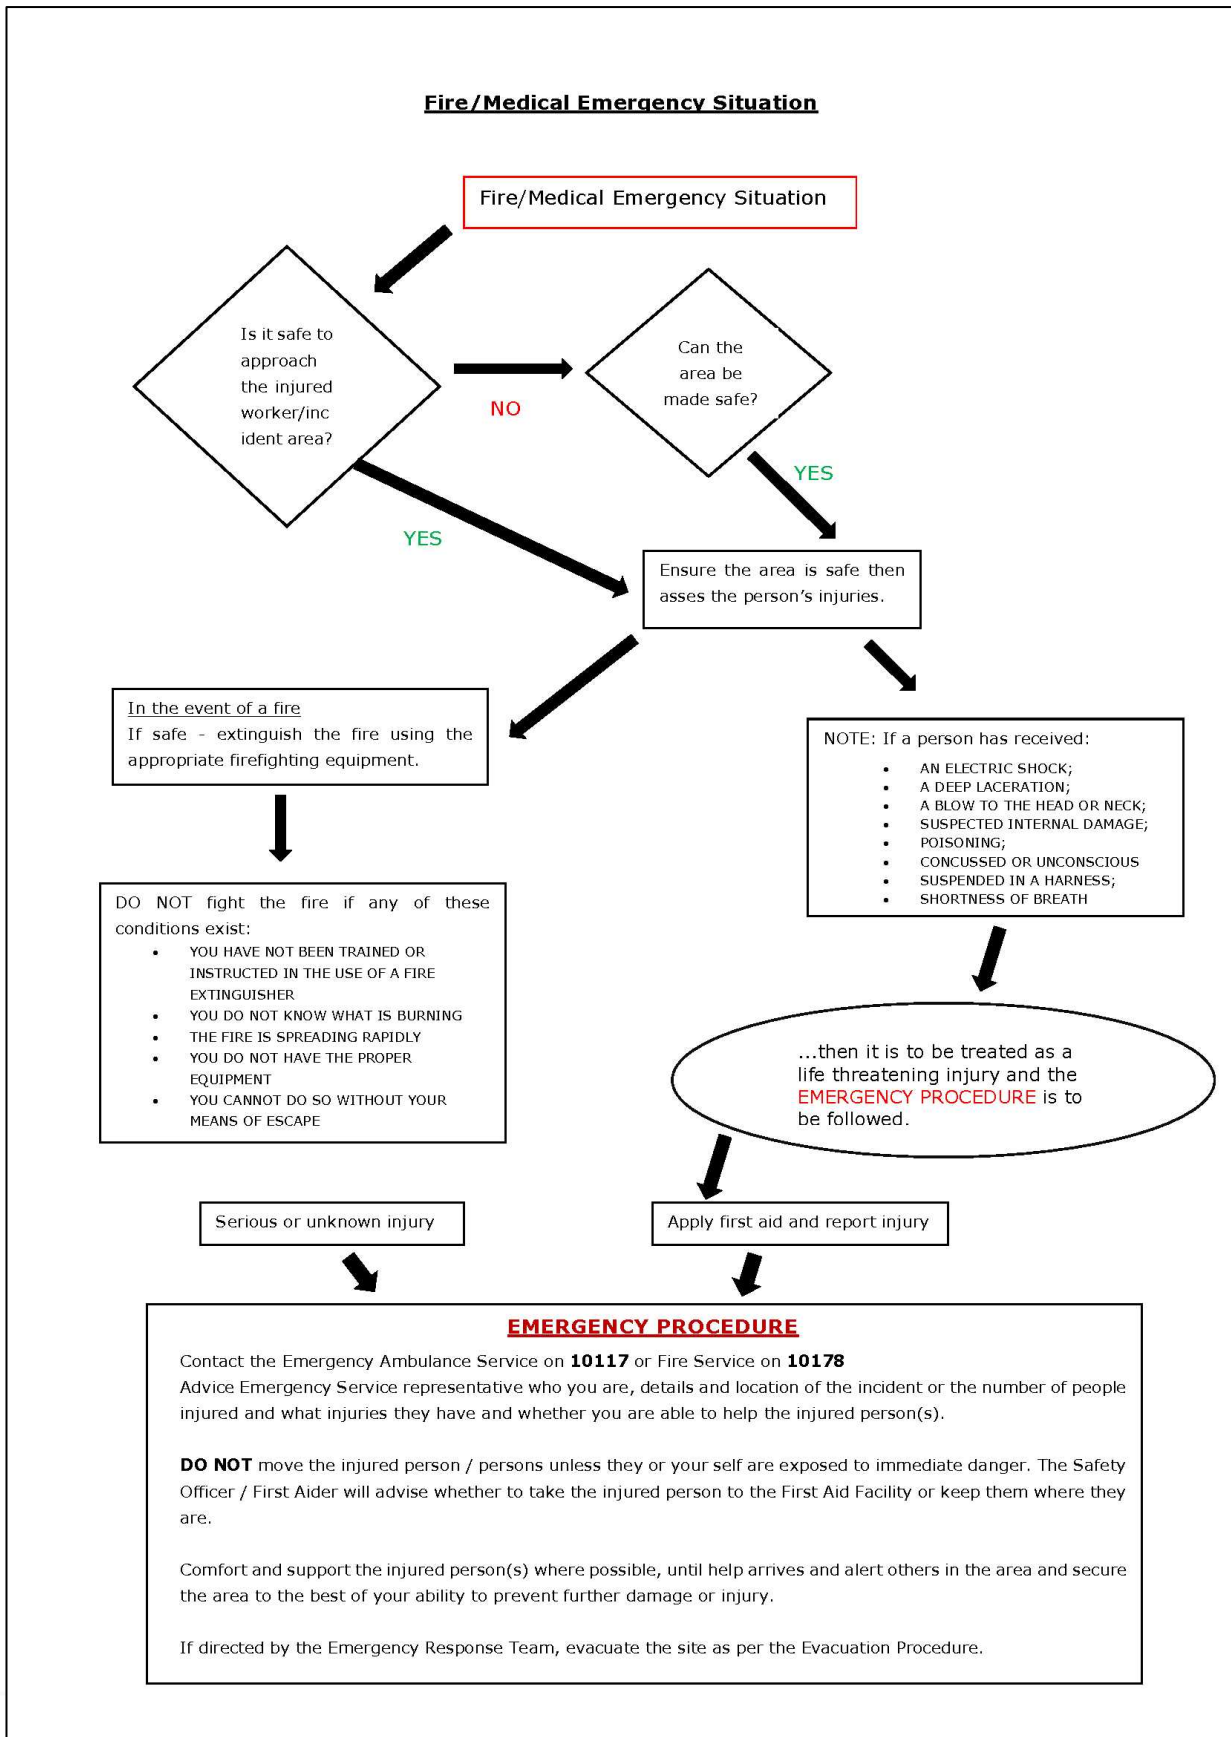 Fire/Medical Emergency Situation
Fire/Medical Emergency Situation
Is it safe to
approach
the injured
worker/inc
ident area?
NO
Can the
area be
made safe?
YES
YES
Ensure the area is safe then
asses the person's injuries.
In the event of a fire
If safe - extinguish the fire using the
appropriate firefighting equipment.
NOTE: If a person has received:
• AN ELECTRIC SHOCK;
• A DEEP LACERATION;
• A BLOW TO THE HEAD OR NECK;
• SUSPECTED INTERNAL DAMAGE;
• POISONING;
• CONCUSSED OR UNCONSCIOUS
• SUSPENDED IN A HARNESS;
• SHORTNESS OF BREATH
DO NOT fight the fire if any of these
conditions exist:
• YOU HAVE NOT BEEN TRAINED OR
INSTRUCTED IN THE USE OF A FIRE
EXTINGUISHER
• YOU DO NOT KNOW WHAT IS BURNING
• THE FIRE IS SPREADING RAPIDLY
• YOU DO NOT HAVE THE PROPER
EQUIPMENT
• YOU CANNOT DO SO WITHOUT YOUR
MEANS OF ESCAPE
...then it is to be treated as a
life threatening injury and the
EMERGENCY PROCEDURE is to
be followed.
Serious or unknown injury
Apply first aid and report injury
EMERGENCY PROCEDURE
Contact the Emergency Ambulance Service on 10117 or Fire Service on 10178
Advice Emergency Service representative who you are, details and location of the incident or the number of people
injured and what injuries they have and whether you are able to help the injured person(s).
DO NOT move the injured person / persons unless they or your self are exposed to immediate danger. The Safety
Officer / First Aider will advise whether to take the injured person to the First Aid Facility or keep them where they
are.
Comfort and support the injured person(s) where possible, until help arrives and alert others in the area and secure
the area to the best of your ability to prevent further damage or injury.
If directed by the Emergency Response Team, evacuate the site as per the Evacuation Procedure.